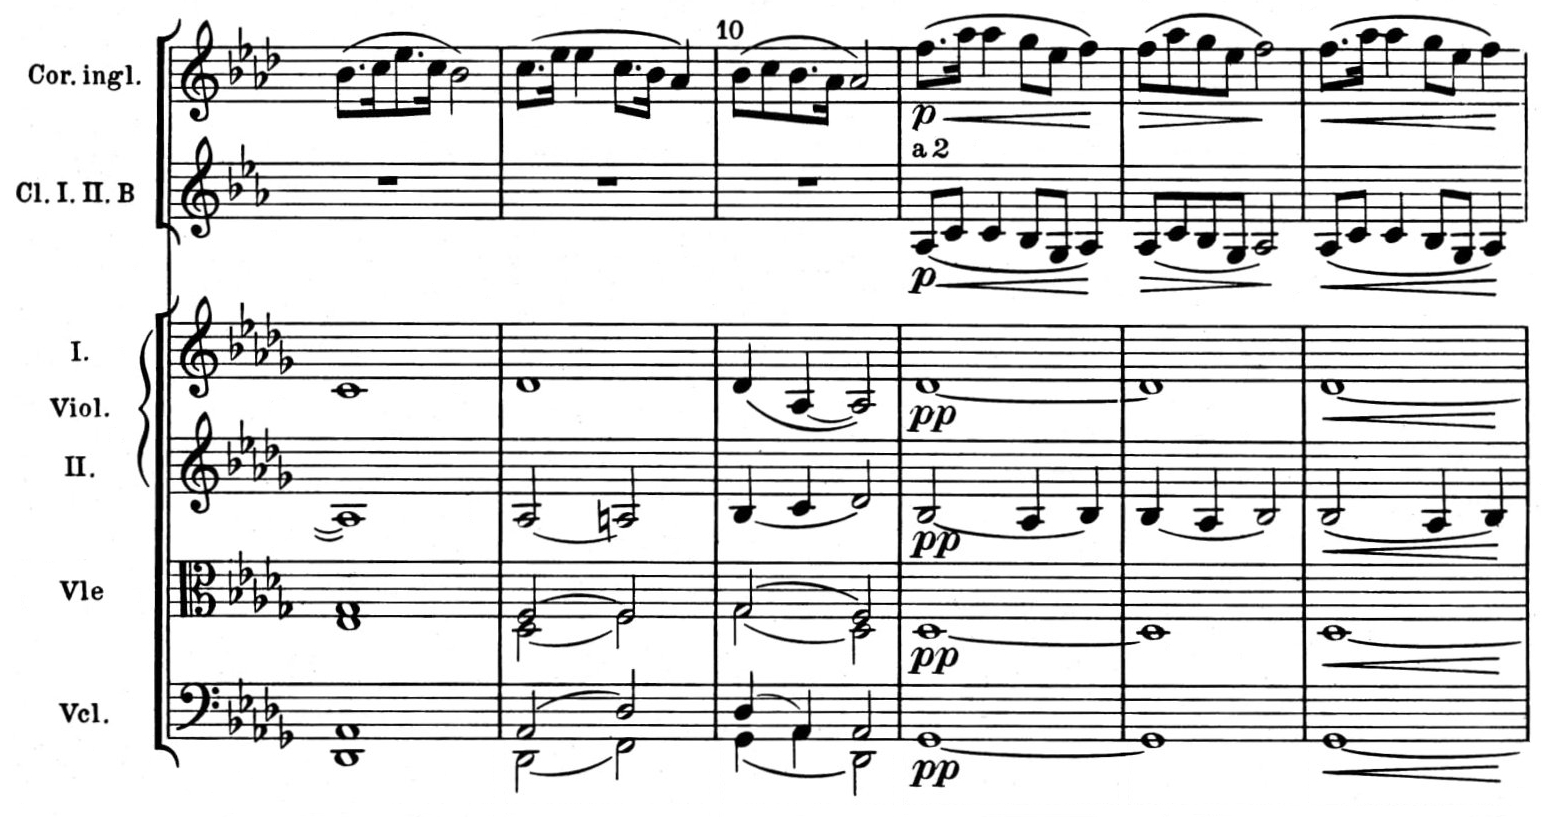 10
Cor. ingl.
p
a 2
Cl. I. II. B
p
I.
Viol.
pp
II.
pp
Vle
pp
Vcl.
pp